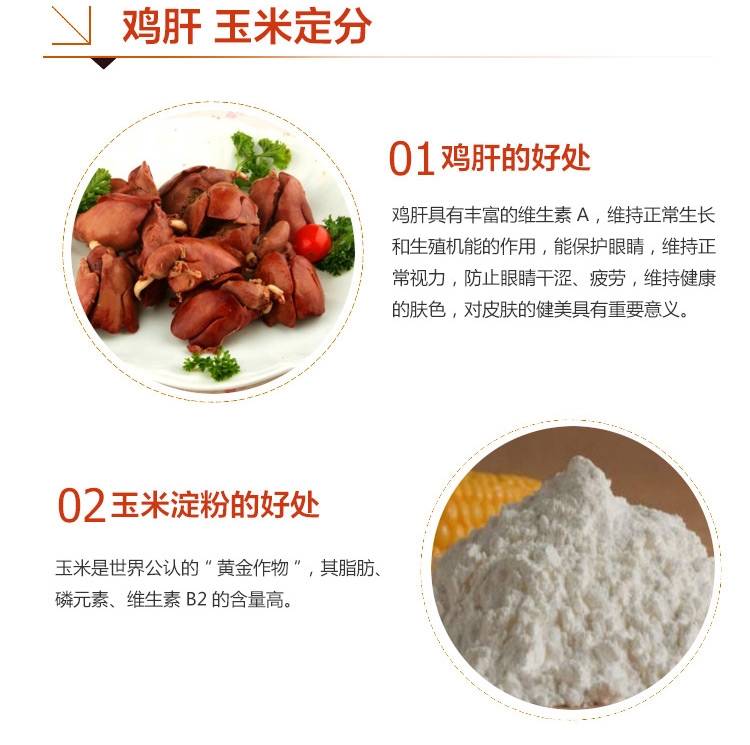 鸡肝 玉米定分
01 鸡肝的好处
鸡肝具有丰富的维生素 A，维持正常生长
和生殖机能的作用，能保护眼睛，维持正
常视力，防止眼睛干涩、疲劳，维持健康
的肤色，对皮肤的健美具有重要意义。
02 玉米淀粉的好处
玉米是世界公认的“黄金作物”，其脂肪、
磷元素、维生素 B2 的含量高。